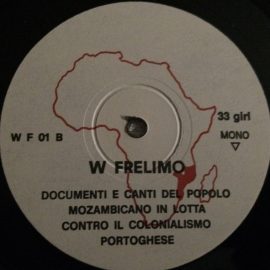 33 giri
W F 01 B
MONO
W FRELIMO
DOCUMENTI E CANTI DEL POPOLO
MOZAMBICANO IN LOTTA
CONTRO IL COLONIALISMO
PORTOGHESE